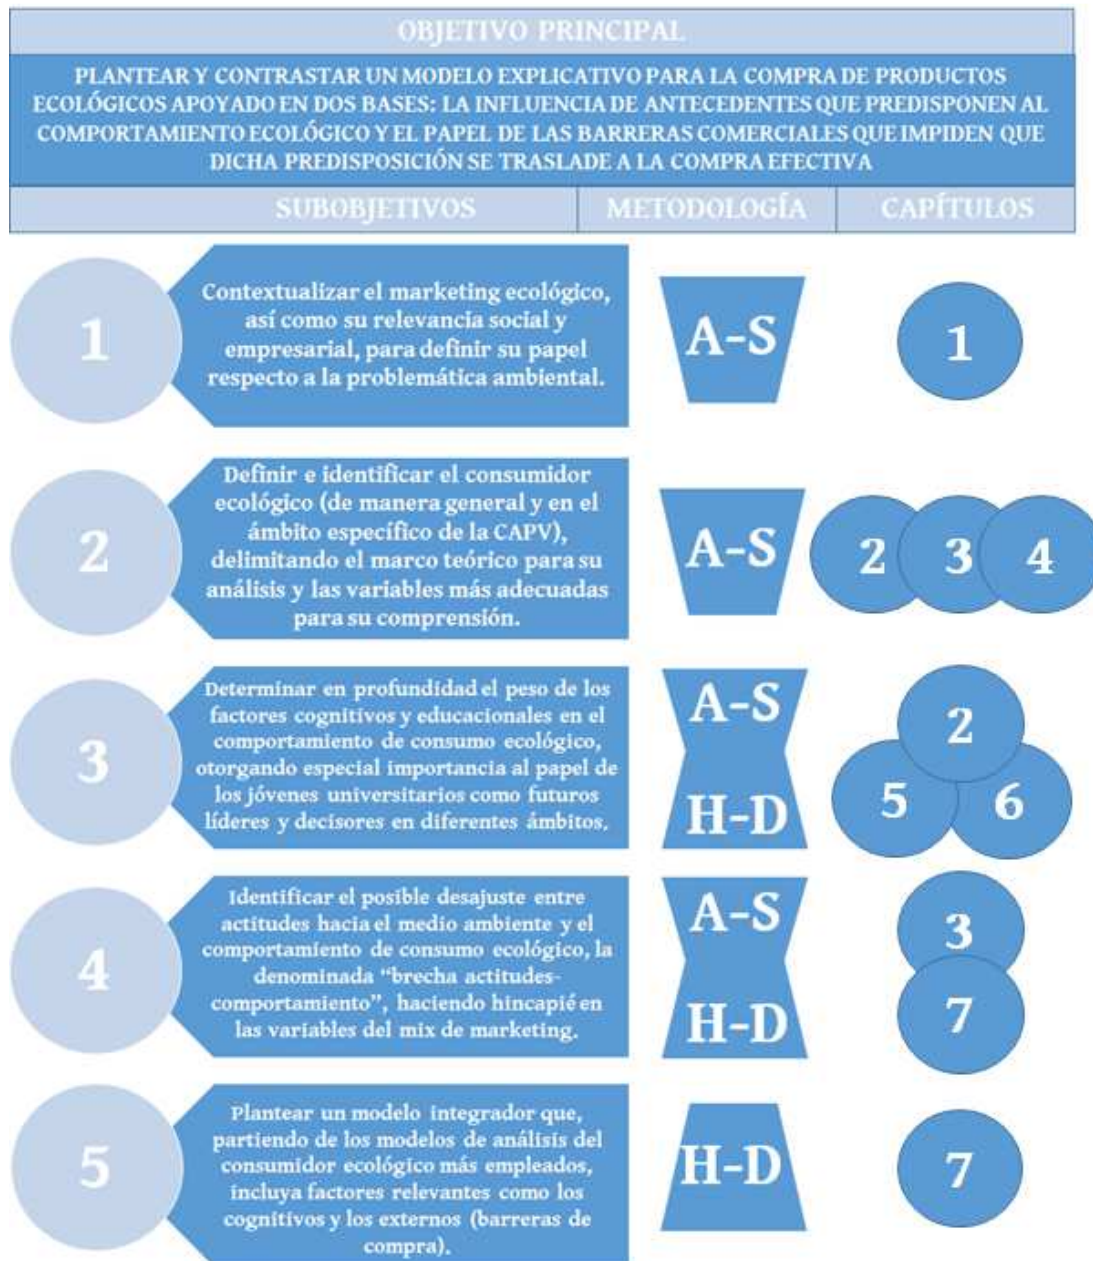 OBJETIVO PRINCIPAL
PLANTEAR Y CONTRASTAR UN MODELO EXPLICATIVO PARA LA COMPRA DE PRODUCTOS
ECOLÓGICOS APOYADO EN DOS BASES: LA INFLUENCIA DE ANTECEDENTES QUE PREDISPONEN AL
COMPORTAMIENTO ECOLÓGICO Y EL PAPEL DE LAS BARRERAS COMERCIALES QUE IMPIDEN QUE
DICHA PREDISPOSICIÓN SE TRASLADE A LA COMPRA EFECTIVA
SUBOBJETIVOS METODOLOGÍA CAPÍTULOS
1
Contextualizar el marketing ecológico,
así como su relevancia social y
empresarial, para definir su papel
respecto a la problemática ambiental.
A-S
1
2
Definir e identificar el consumidor
ecológico (de manera general y en el
ámbito específico de la CAPV),
delimitando el marco teórico para su
análisis y las variables más adecuadas
para su comprensión.
A-S
2 3 4
3
Determinar en profundidad el peso de los
factores cognitivos y educacionales en el
comportamiento de consumo ecológico,
otorgando especial importancia al papel de
los jóvenes universitarios como futuros
líderes y decisores en diferentes ámbitos.
A-S
H-D
2
5 6
4
Identificar el posible desajuste entre
actitudes hacia el medio ambiente y el
comportamiento de consumo ecológico, la
denominada “brecha actitudes-
comportamiento”, haciendo hincapié en
las variables del mix de marketing.
A-S
H-D
3
7
5
Plantear un modelo integrador que,
partiendo de los modelos de análisis del
consumidor ecológico más empleados,
incluya factores relevantes como los
cognitivos y los externos (barreras de
compra).
H-D
7